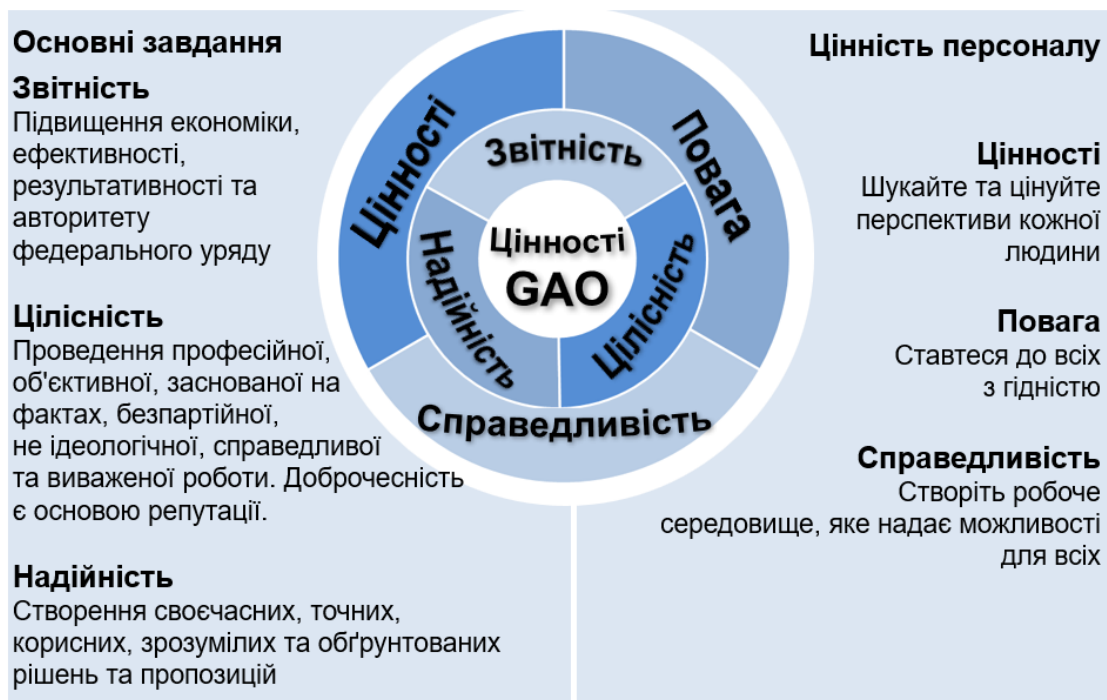 Основні завдання
Звітність
Підвищення економіки,
ефективності,
результативності та
авторитету
федерального уряду
Цілісність
Проведення професійної,
об'єктивної, заснованої на
фактах, безпартійної,
не ідеологічної, справедливої
та виваженої роботи. Доброчесність
є основою репутації.
Надійність
Створення своєчасних, точних,
корисних, зрозумілих та обґрунтованих
рішень та пропозицій
Цінності
Повага
Справедливість
Звітність
Надійність
Цілісність
Цінності
GAO
Цінність персоналу
Цінності
Шукайте та цінуйте
перспективи кожної
людини
Повага
Ставтеся до всіх
з гідністю
Справедливість
Створіть робоче
середовище, яке надає можливості
для всіх